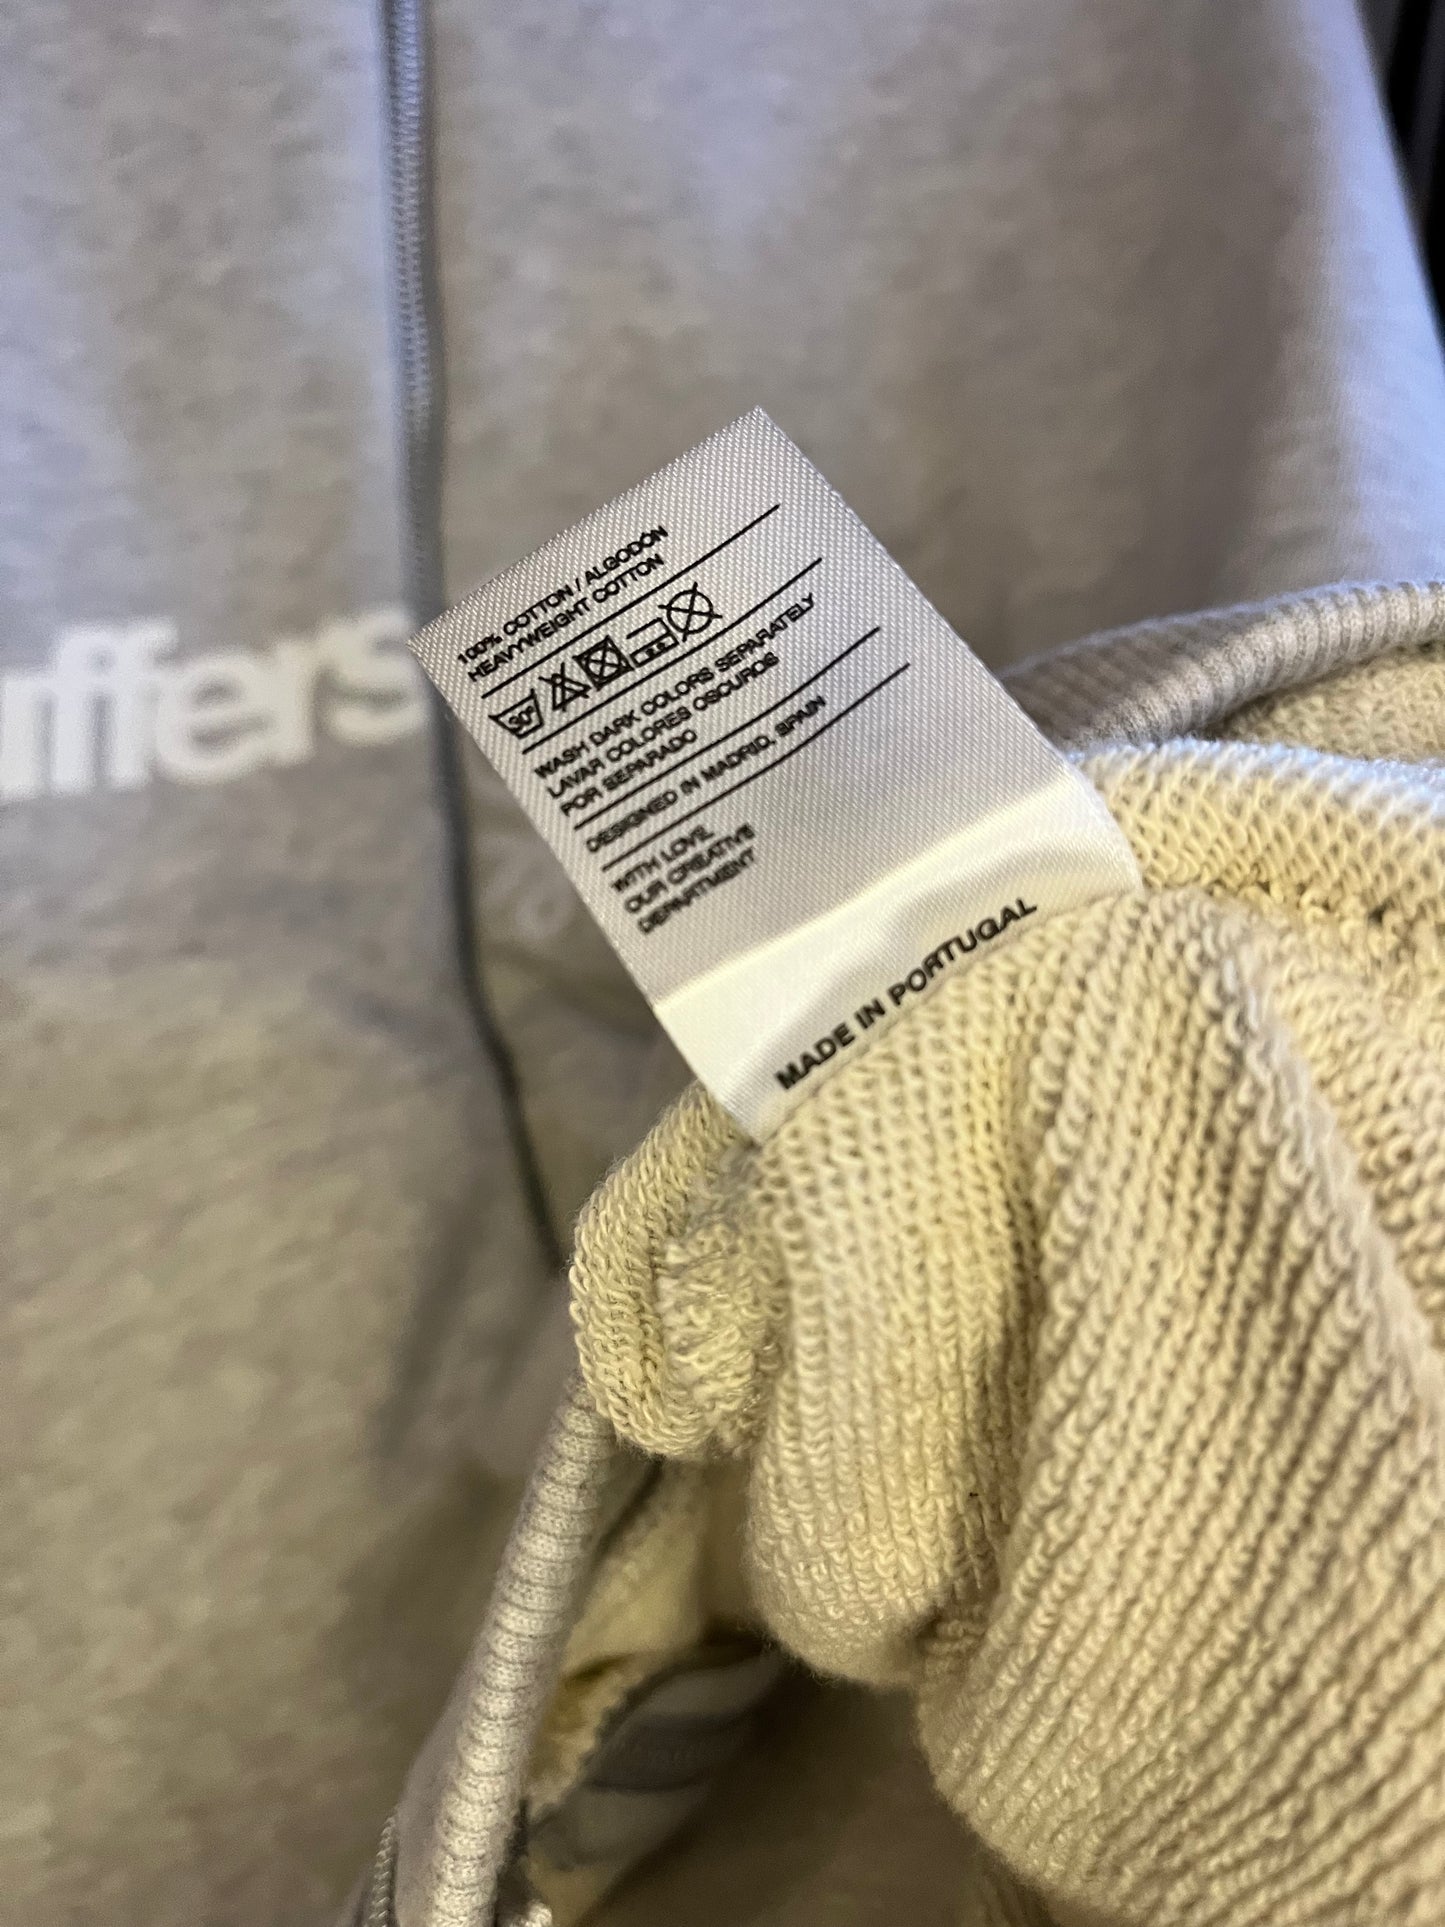 uffers
100% COTTON / ALGODÓN
HEAVYWEIGHT COTTON
30°
WASH DARK COLORS SEPARATELY
LAVAR COLORES OSCUROS
POR SEPARADO
DESIGNED IN MADRID, SPAIN
WITH LOVE,
OUR CREATIVE
DEPARTMENT
MADE IN PORTUGAL